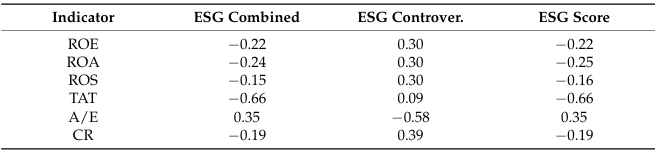 Indicator ESG Combined ESG Controver. ESG Score
ROE −0.22 0.30 −0.22
ROA −0.24 0.30 −0.25
ROS −0.15 0.30 −0.16
TAT −0.66 0.09 −0.66
A/E 0.35 −0.58 0.35
CR −0.19 0.39 −0.19